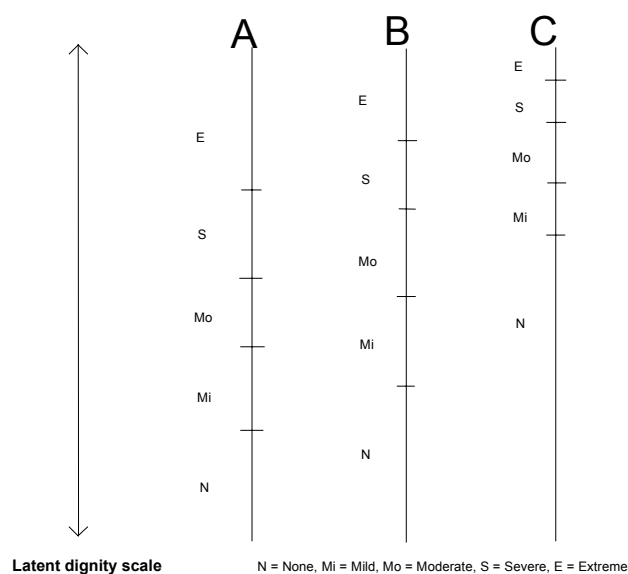 A
B
C
E
S
Mo
Mi
N
E
S
Mo
Mi
N
E
S
Mo
Mi
N
Latent dignity scale
N = None, Mi = Mild, Mo = Moderate, S = Severe, E = Extreme